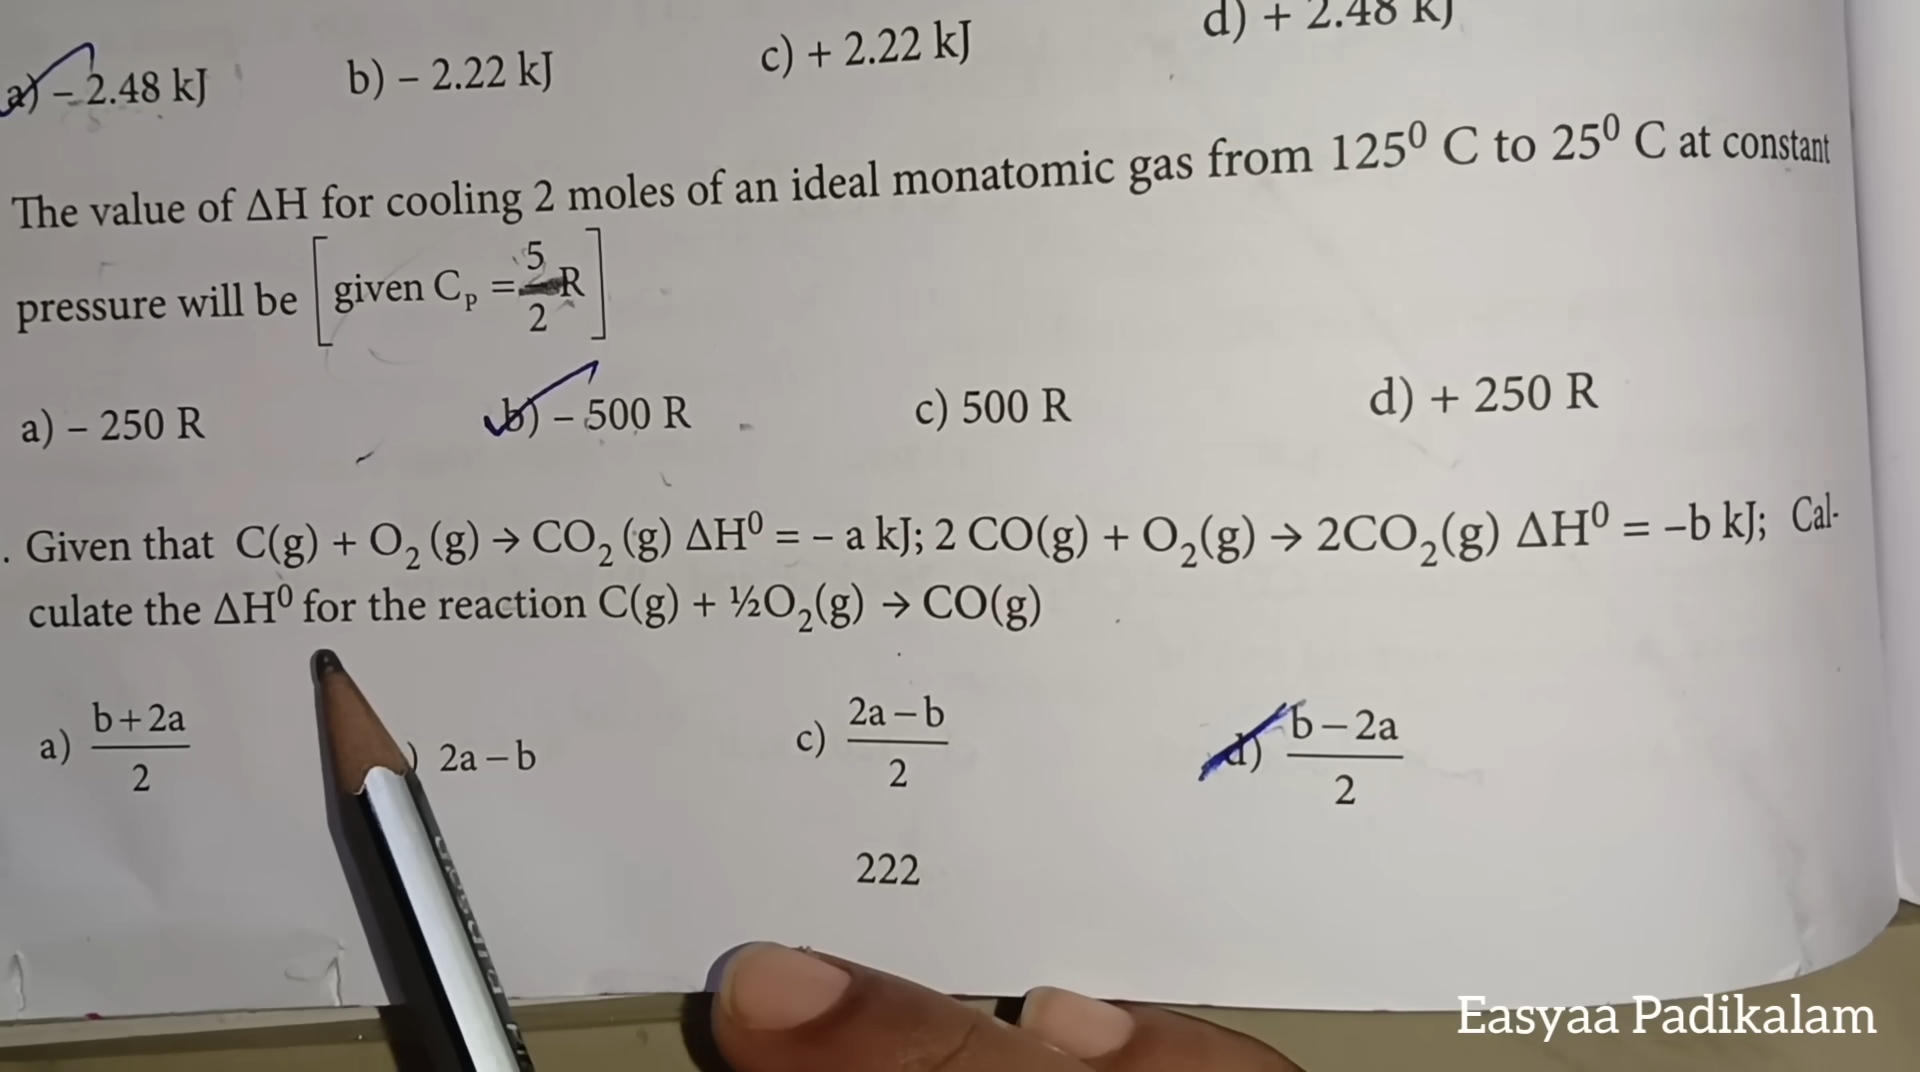 a) – 2.48 kJ b) – 2.22 kJ c) + 2.22 kJ d) + 2.48 kJ
The value of ΔH for cooling 2 moles of an ideal monatomic gas from 125⁰ C to 25⁰ C at constant
pressure will be [given Cₚ = 5/2 R]
a) – 250 R b) – 500 R c) 500 R d) + 250 R
. Given that C(g) + O₂ (g) → CO₂ (g) ΔH⁰ = – a kJ; 2 CO(g) + O₂(g) → 2CO₂(g) ΔH⁰ = –b kJ; Cal-
culate the ΔH⁰ for the reaction C(g) + ½O₂(g) → CO(g)
a) b + 2a / 2 ) 2a – b c) 2a – b / 2 d) b – 2a / 2
222
Easyaa Padikalam